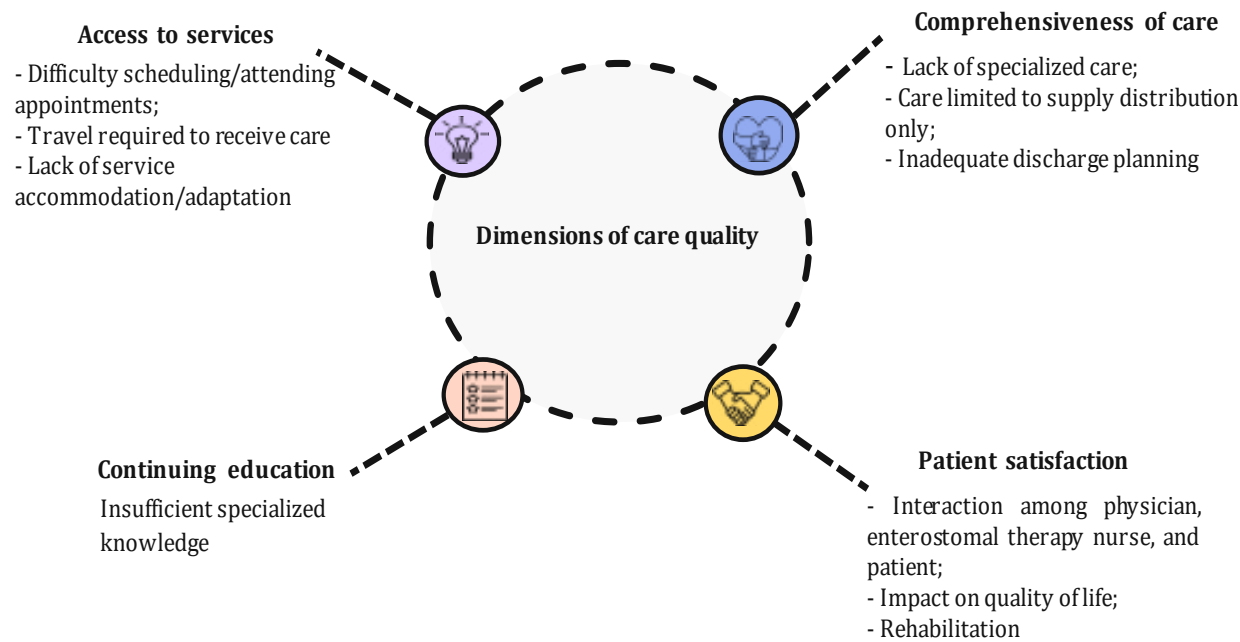 Access to services
- Difficulty scheduling/attending
appointments;
- Travel required to receive care
- Lack of service
accommodation/adaptation
Comprehensiveness of care
- Lack of specialized care;
- Care limited to supply distribution
only;
- Inadequate discharge planning
Dimensions of care quality
Continuing education
Insufficient specialized
knowledge
Patient satisfaction
- Interaction among physician,
enterostomal therapy nurse, and
patient;
- Impact on quality of life;
- Rehabilitation